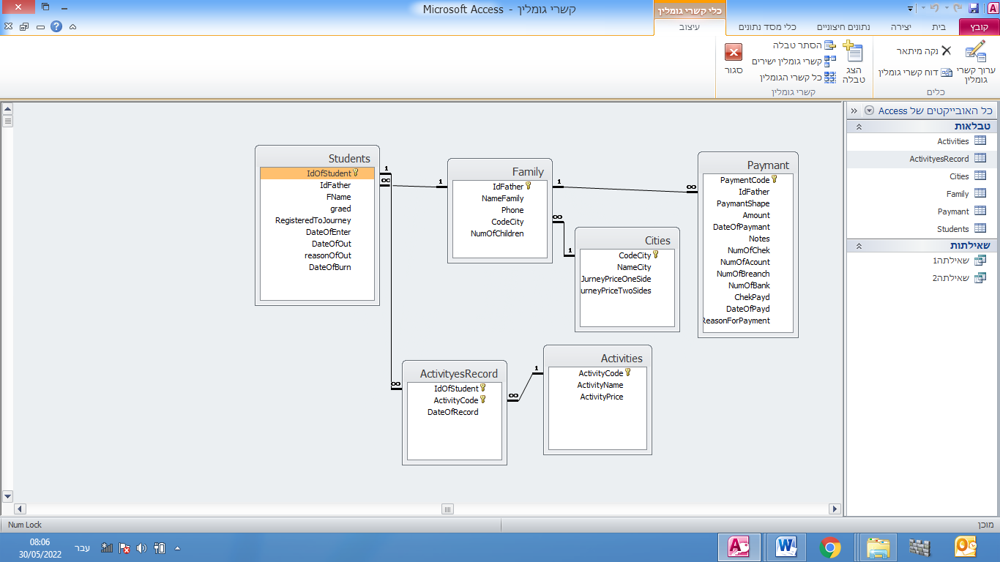 קשרי גומלין - Microsoft Access
כלי קשרי גומלין
קובץ
בית
יצירה
נתונים חיצוניים
כלי מסד נתונים
עיצוב
ערוך קשרי גומלין
נקה מיתאר
דוח קשרי גומלין
כלים
הצג טבלה
הסתר טבלה
קשרי גומלין ישירים
כל קשרי הגומלין
קשרי גומלין
סגור
כל האובייקטים של Access
טבלאות
Activities
ActivityesRecord
Cities
Family
Paymant
Students
שאילתות
שאילתה1
שאילתה2
Students
IdOfStudent
IdFather
FName
graed
RegisteredToJourney
DateOfEnter
DateOfOut
reasonOfOut
DateOfBurn
1
∞
1
Family
IdFather
NameFamily
Phone
CodeCity
NumOfChildren
1
∞
∞
1
Cities
CodeCity
NameCity
JurneyPriceOneSide
urneyPriceTwoSides
Paymant
PaymentCode
IdFather
PaymantShape
Amount
DateOfPaymant
Notes
NumOfChek
NumOfAcount
NumOfBreanch
NumOfBank
ChekPayd
DateOfPayd
ReasonForPayment
∞
ActivityesRecord
IdOfStudent
ActivityCode
DateOfRecord
∞
1
Activities
ActivityCode
ActivityName
ActivityPrice
Num Lock
מוכן
08:06
30/05/2022
עבר